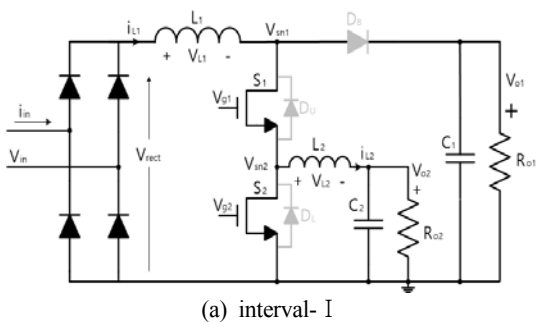 L1
iL1
+ VL1 -
Vsn1
DB
Vo1
+
S1
Vg1
DU
iin
Vin
Vrect
Vsn2
L2
iL2
+ VL2 -
Vo2
+
C1
Ro1
S2
Vg2
DL
C2
Ro2
(a) interval-Ⅰ